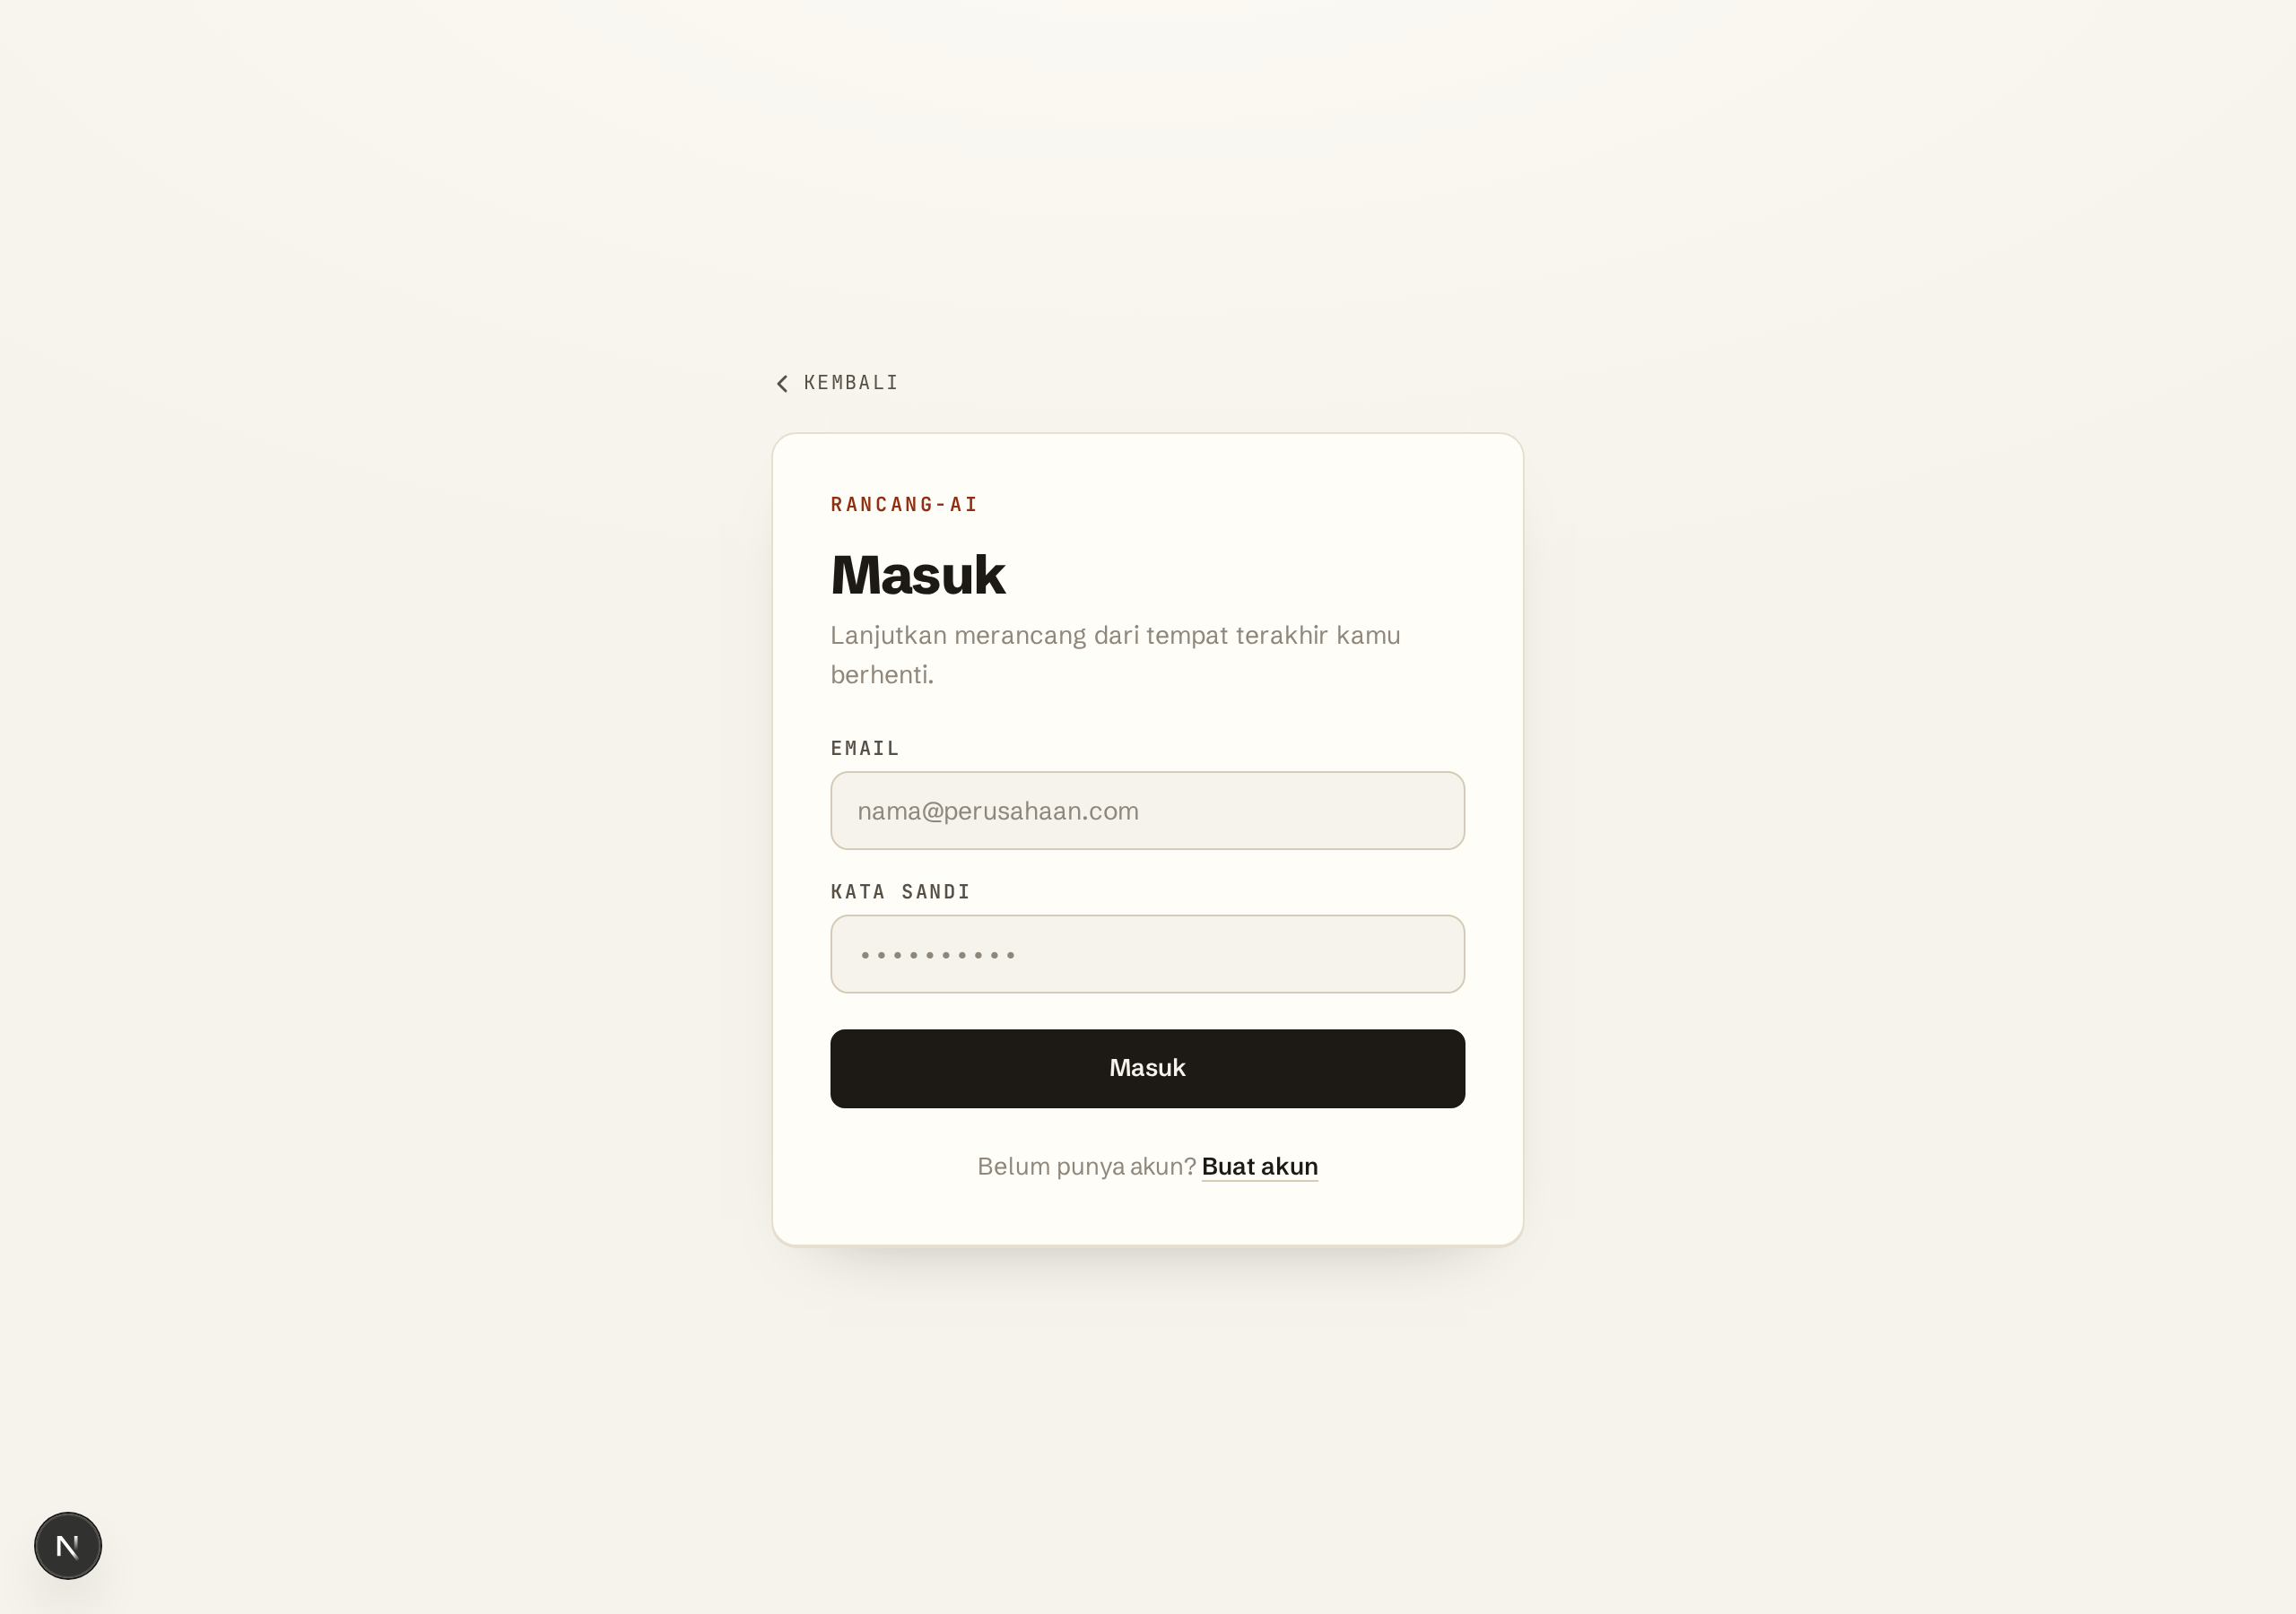 KEMBALI
RANCANG-AI
Masuk
Lanjutkan merancang dari tempat terakhir kamu
berhenti.
EMAIL
nama@perusahaan.com
KATA SANDI
••••••••••
Masuk
Belum punya akun? Buat akun
N